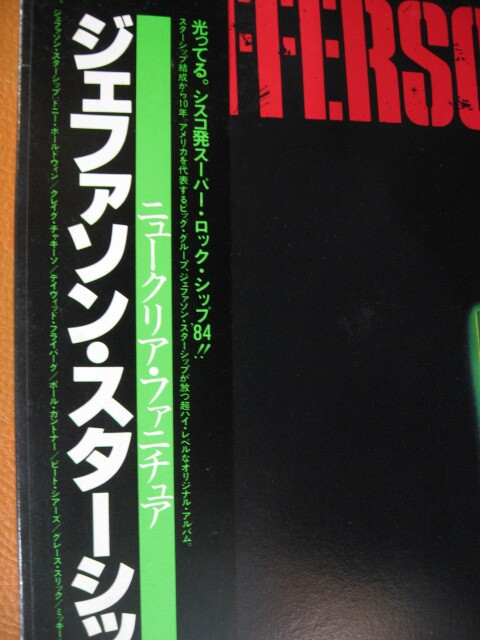 FFERSO
光ってる。シスコ発スーパー・ロック・シップ'84!!
スターシップ結成から10年、アメリカを代表するビッグ・グループ、ジェファソン・スターシップが放つ超ハイ・レベルなオリジナル・アルバム。
ニュークリア・ファニチュア
ジェファソン・スターシッ
ジェファソン・スターシップ:ドニー・ボールドウィン/クレイグ・チャキーソ/デイヴィッド・フライバーグ/ポール・カントナー/ピート・シアーズ/グレース・スリック/ミッキー